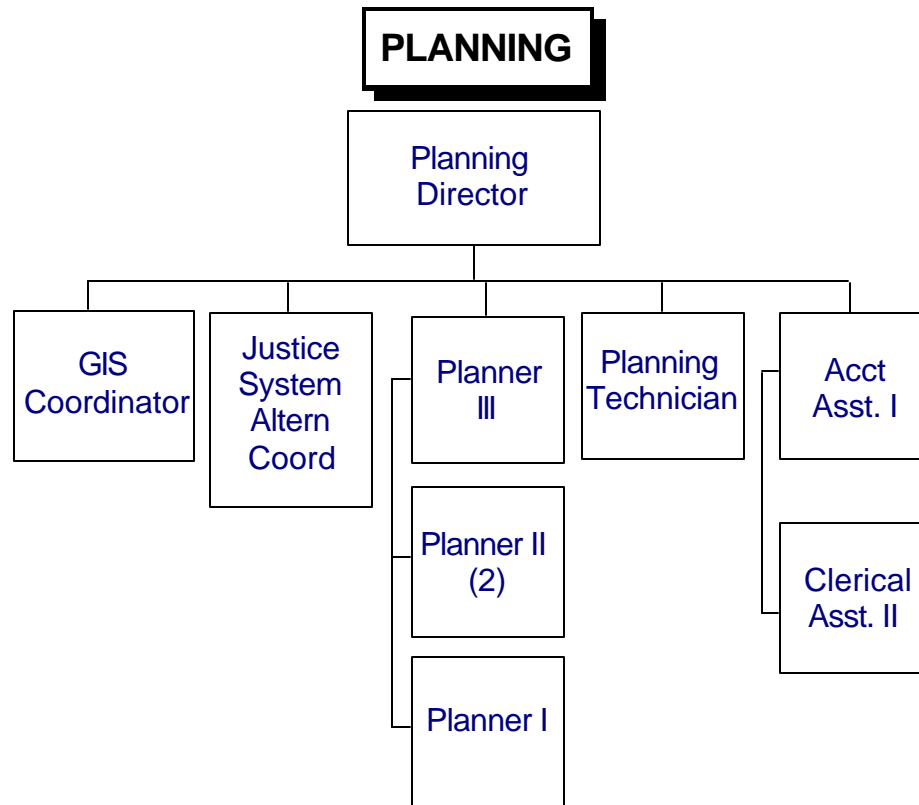 PLANNING
Planning
Director
GIS
Coordinator
Justice
System
Altern
Coord
Planner
III
Planning
Technician
Acct
Asst. I
Planner II
(2)
Clerical
Asst. II
Planner I